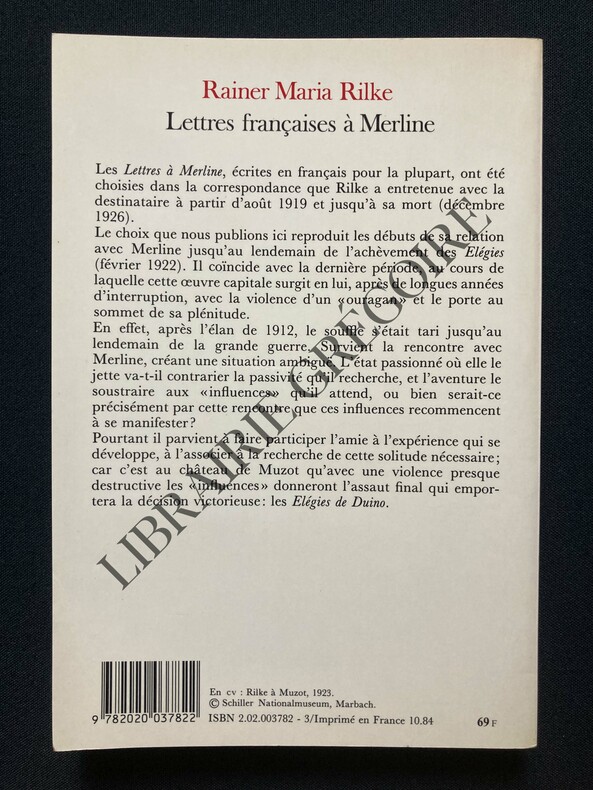 Rainer Maria Rilke
Lettres françaises à Merline
Les Lettres à Merline, écrites en français pour la plupart, ont été
choisies dans la correspondance que Rilke a entretenue avec la
destinataire à partir d'août 1919 et jusqu'à sa mort (décembre
1926).
Le choix que nous publions ici reproduit les débuts de sa relation
avec Merline jusqu'au lendemain de l'achèvement des Elégies
(février 1922). Il coïncide avec la dernière période, au cours de
laquelle cette œuvre capitale surgit en lui, après de longues années
d'interruption, avec la violence d'un «ouragan» et le porte au
sommet de sa plénitude.
En effet, après l'élan de 1912, le souffle s'était tari jusqu'au
lendemain de la grande guerre. Survient la rencontre avec
Merline, créant une situation ambiguë. L'état passionné où elle le
jette va-t-il contrarier la passivité qu'il recherche, et l'aventure le
soustraire aux «influences» qu'il attend, ou bien serait-ce
précisément par cette rencontre que ces influences recommencent
à se manifester?
Pourtant il parvient à faire participer l'amie à l'expérience qui se
développe, à l'associer à la recherche de cette solitude nécessaire;
car c'est au château de Muzot qu'avec une violence presque
destructive les «influences» donneront l'assaut final qui empor-
tera la décision victorieuse: les Elégies de Duino.
LIBRAIRIE GRÉGOIRE
En cv : Rilke à Muzot, 1923.
© Schiller Nationalmuseum, Marbach.
9 782020 037822
ISBN 2.02.003782 - 3/Imprimé en France 10.84
69 F